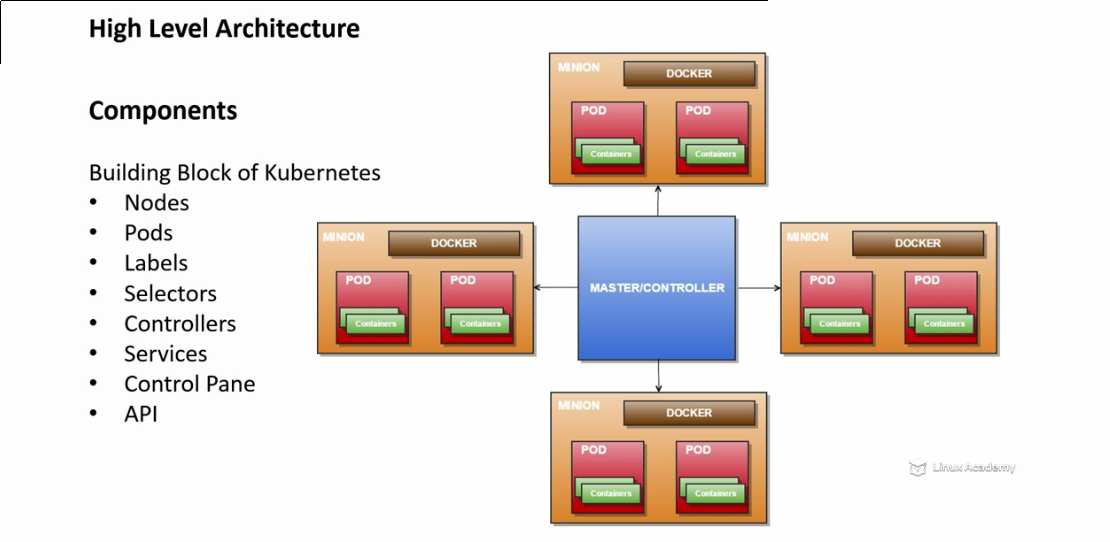 High Level Architecture
Components
Building Block of Kubernetes
• Nodes
• Pods
• Labels
• Selectors
• Controllers
• Services
• Control Pane
• API
MINION
DOCKER
POD
POD
Containers
Containers
MINION
DOCKER
POD
POD
Containers
Containers
MASTER/CONTROLLER
MINION
DOCKER
POD
POD
Containers
Containers
MINION
DOCKER
POD
POD
Containers
Containers
Linux Academy